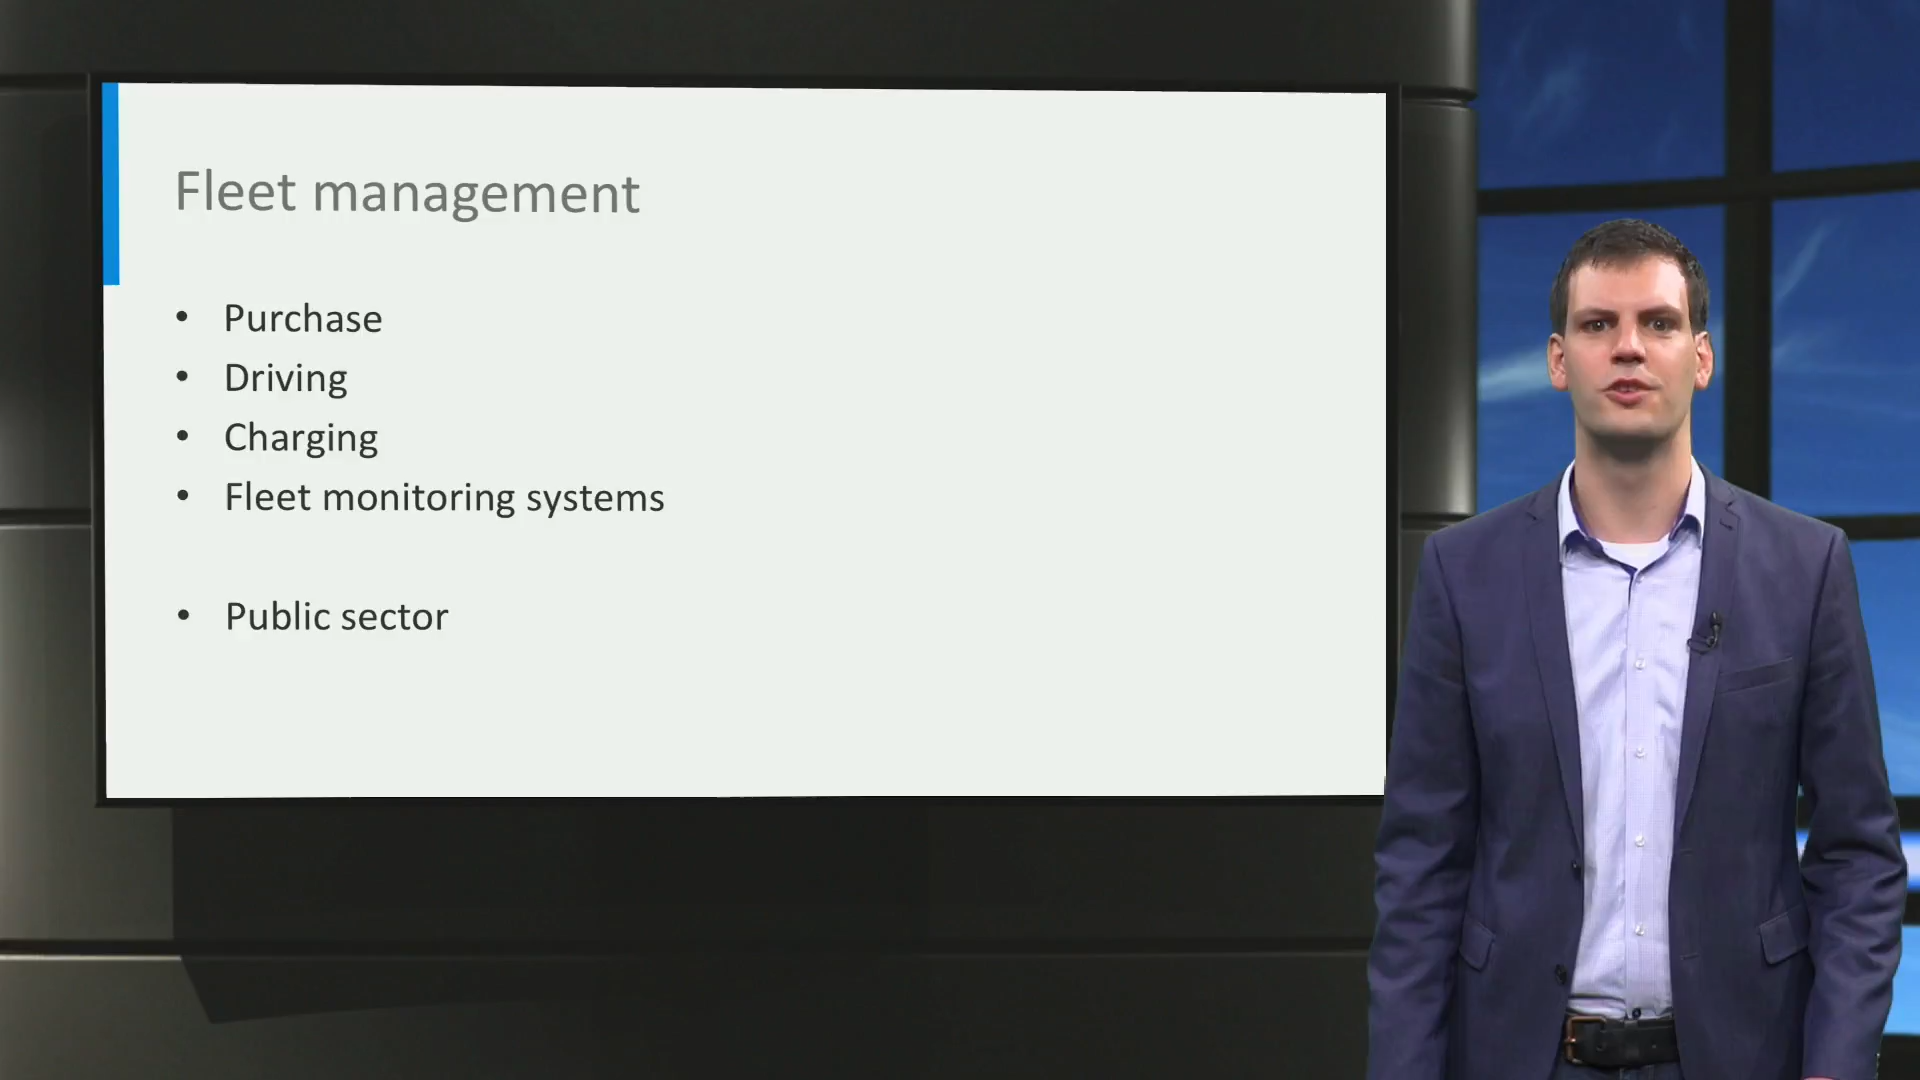 Fleet management
• Purchase
• Driving
• Charging
• Fleet monitoring systems
• Public sector